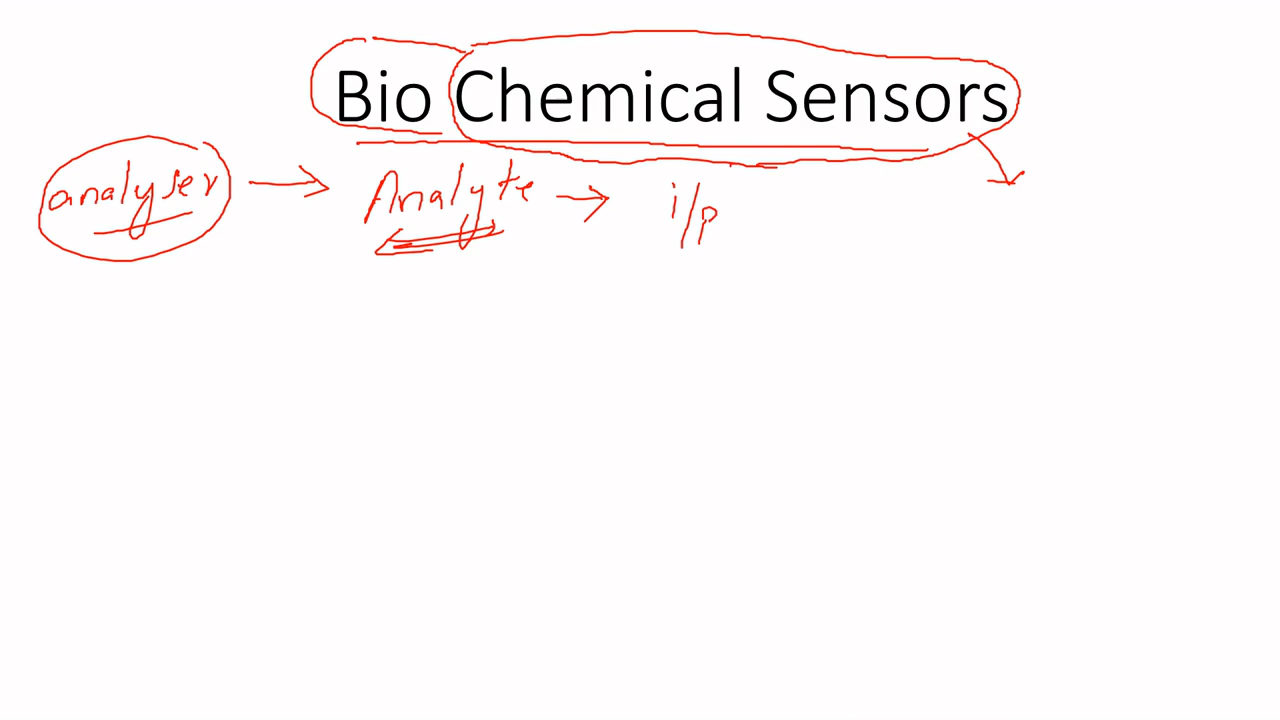 Bio Chemical Sensors
analyser → Analyte → i/p